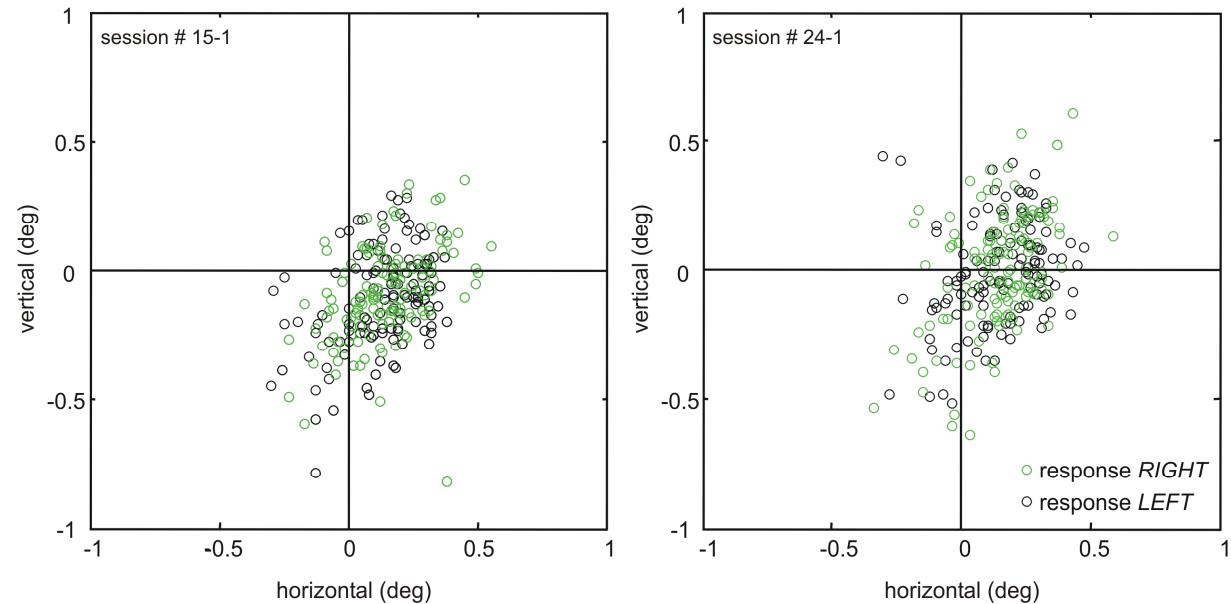 session # 15-1
1
0.5
0
-0.5
-1
-1
-0.5
0
0.5
1
vertical (deg)
horizontal (deg)
session # 24-1
1
0.5
0
-0.5
-1
-1
-0.5
0
0.5
1
vertical (deg)
horizontal (deg)
response RIGHT
response LEFT